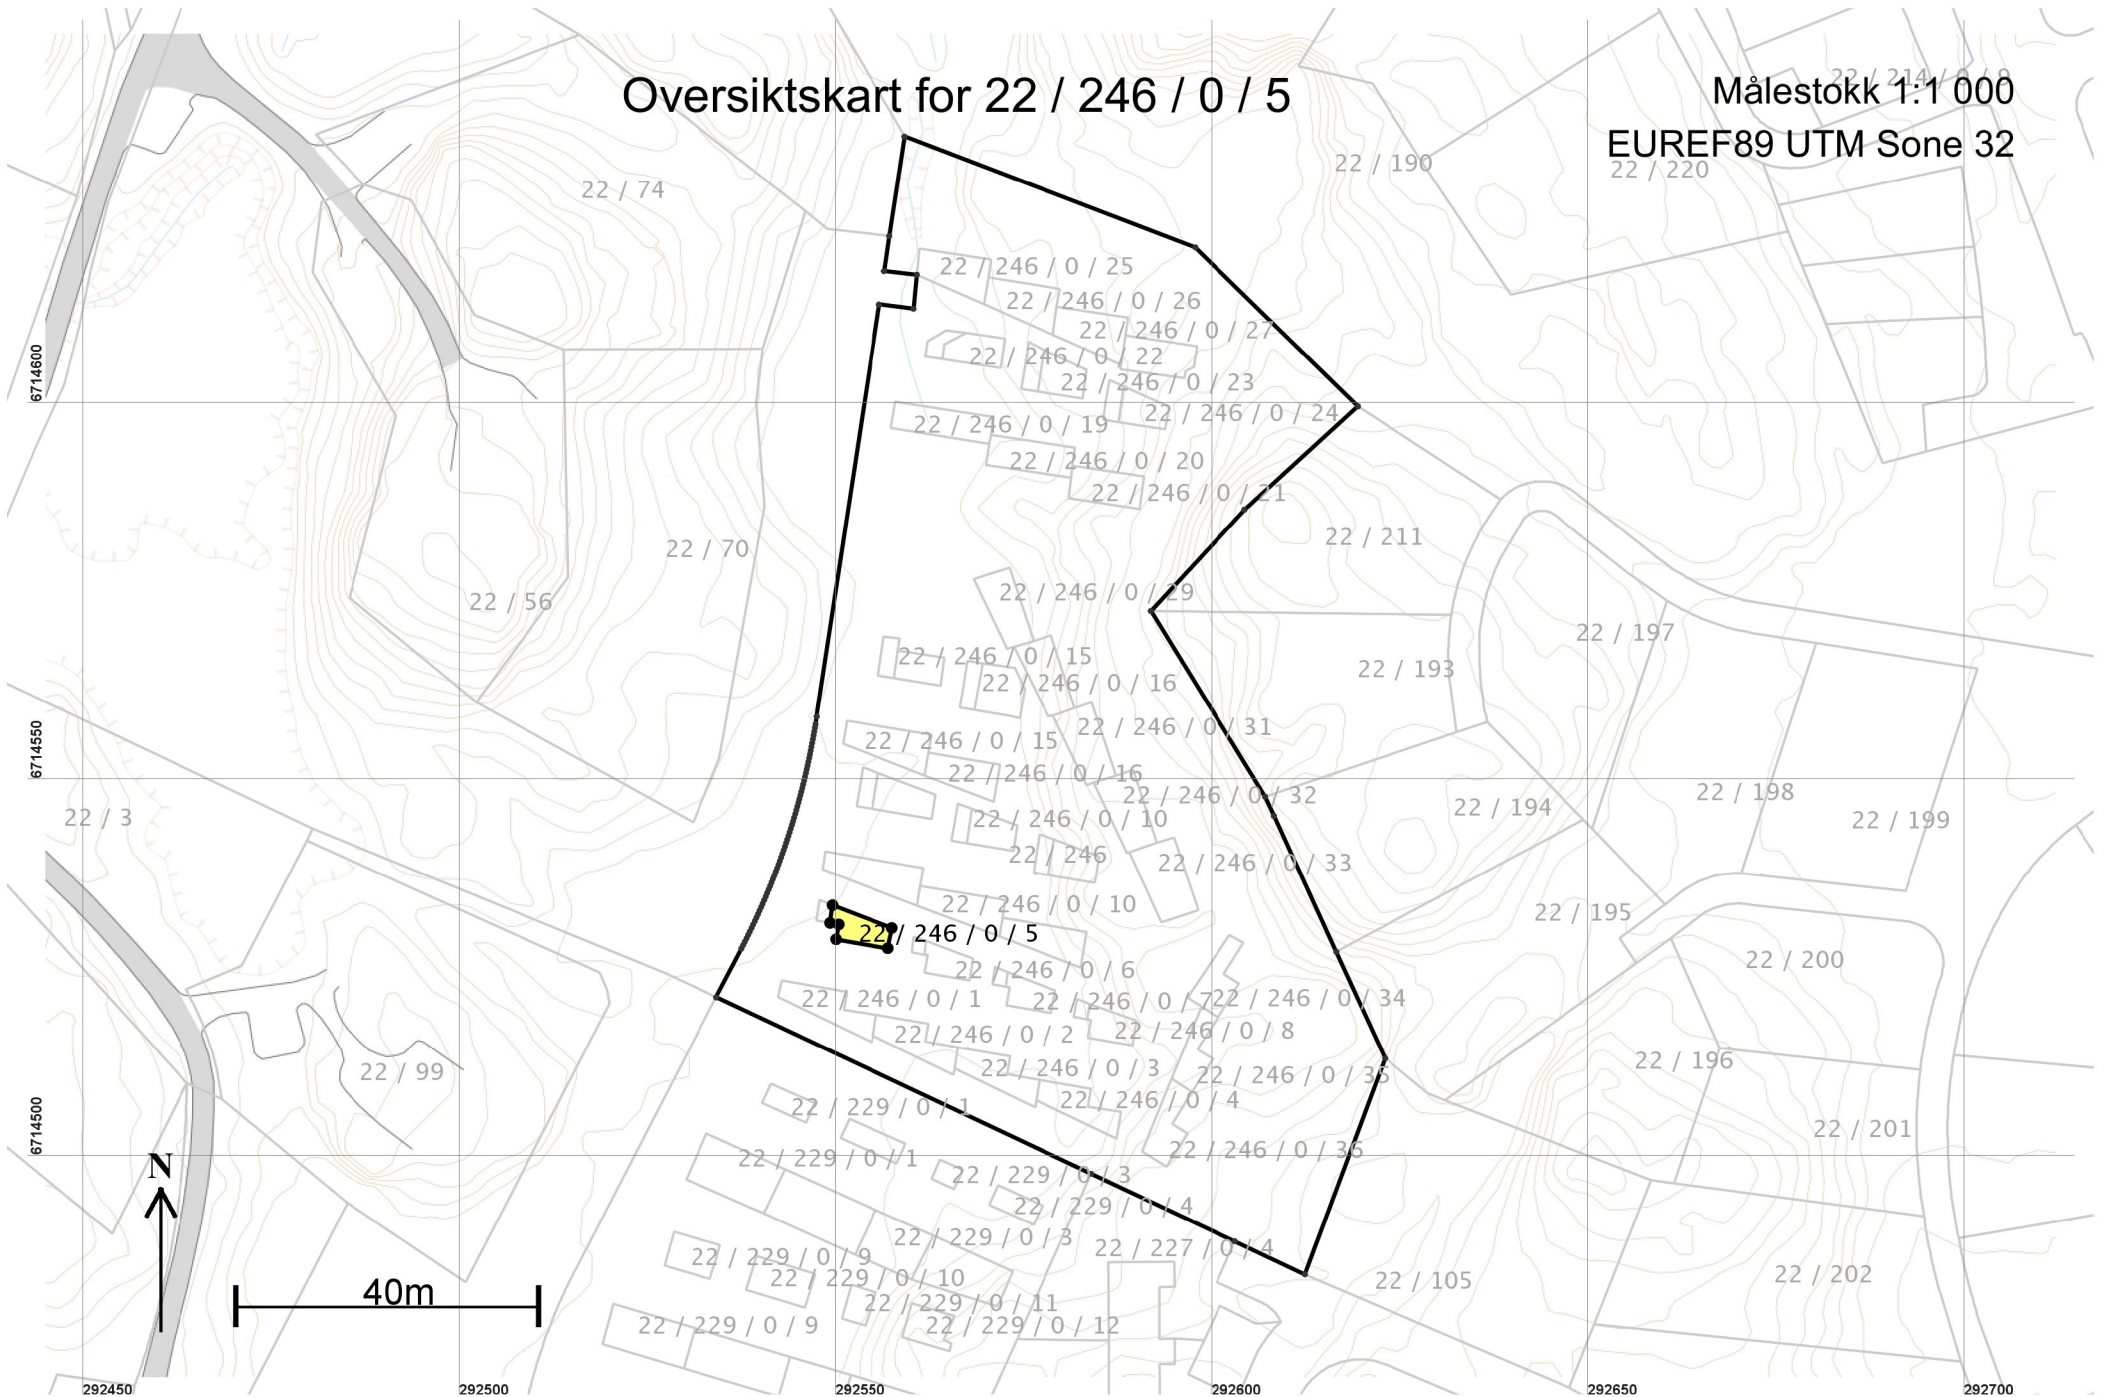 Oversiktskart for 22 / 246 / 0 / 5
Målestokk 1:1 000
EUREF89 UTM Sone 32
22 / 214 / 0 / 9
22 / 190
22 / 220
22 / 74
22 / 246 / 0 / 25
22 / 246 / 0 / 26
22 / 246 / 0 / 27
22 / 246 / 0 / 22
22 / 246 / 0 / 23
22 / 246 / 0 / 24
22 / 246 / 0 / 19
22 / 246 / 0 / 20
22 / 246 / 0 / 21
6714600
22 / 211
22 / 70
22 / 56
22 / 246 / 0 / 29
22 / 197
22 / 246 / 0 / 15
22 / 193
22 / 246 / 0 / 16
22 / 246 / 0 / 31
22 / 246 / 0 / 15
6714550
22 / 246 / 0 / 16
22 / 246 / 0 / 32
22 / 198
22 / 194
22 / 3
22 / 246 / 0 / 10
22 / 199
22 / 246
22 / 246 / 0 / 33
22 / 246 / 0 / 10
22 / 195
22 / 246 / 0 / 5
22 / 200
22 / 246 / 0 / 6
22 / 246 / 0 / 1
22 / 246 / 0 / 7
22 / 246 / 0 / 34
22 / 246 / 0 / 2
22 / 246 / 0 / 8
22 / 196
22 / 246 / 0 / 3
22 / 99
22 / 246 / 0 / 35
22 / 246 / 0 / 4
22 / 229 / 0 / 1
6714500
22 / 201
22 / 246 / 0 / 36
22 / 229 / 0 / 1
N
22 / 229 / 0 / 3
22 / 229 / 0 / 4
22 / 229 / 0 / 3
22 / 227 / 0 / 4
22 / 229 / 0 / 9
22 / 229 / 0 / 10
22 / 105
22 / 202
40m
22 / 229 / 0 / 11
22 / 229 / 0 / 9
22 / 229 / 0 / 12
292450
292500
292550
292600
292650
292700